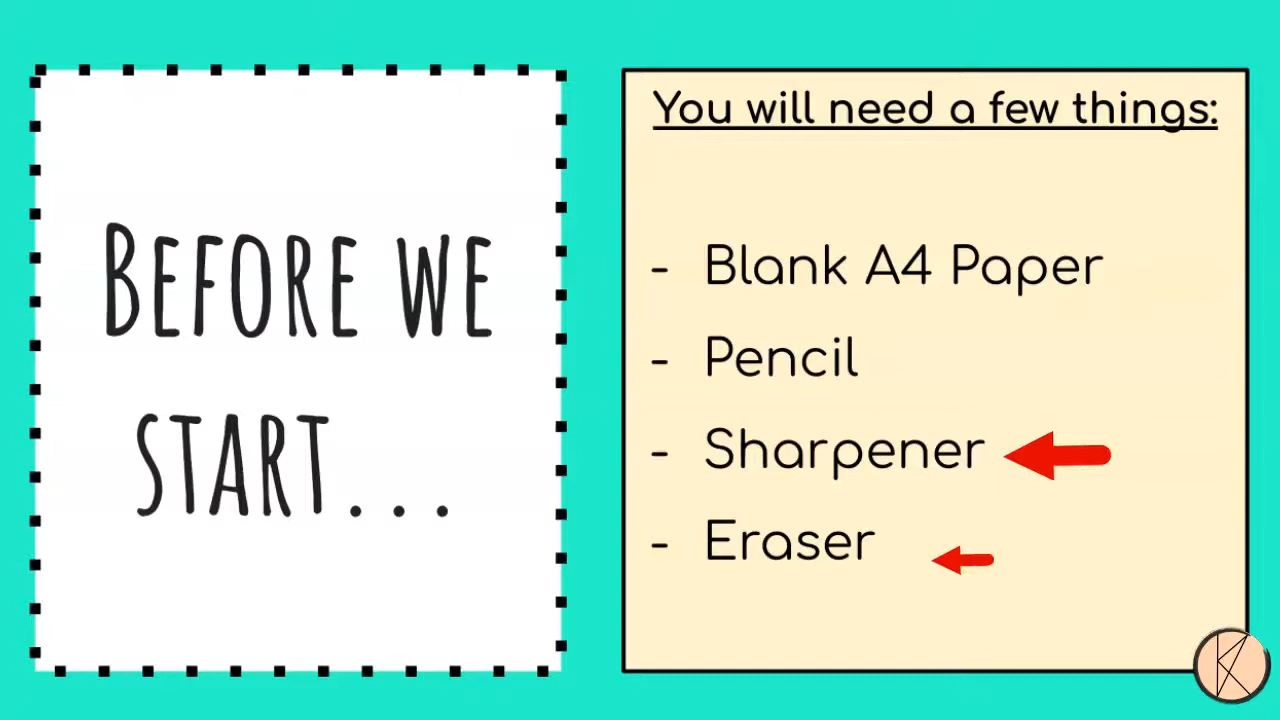 BEFORE WE
START...
You will need a few things:
- Blank A4 Paper
- Pencil
- Sharpener
- Eraser